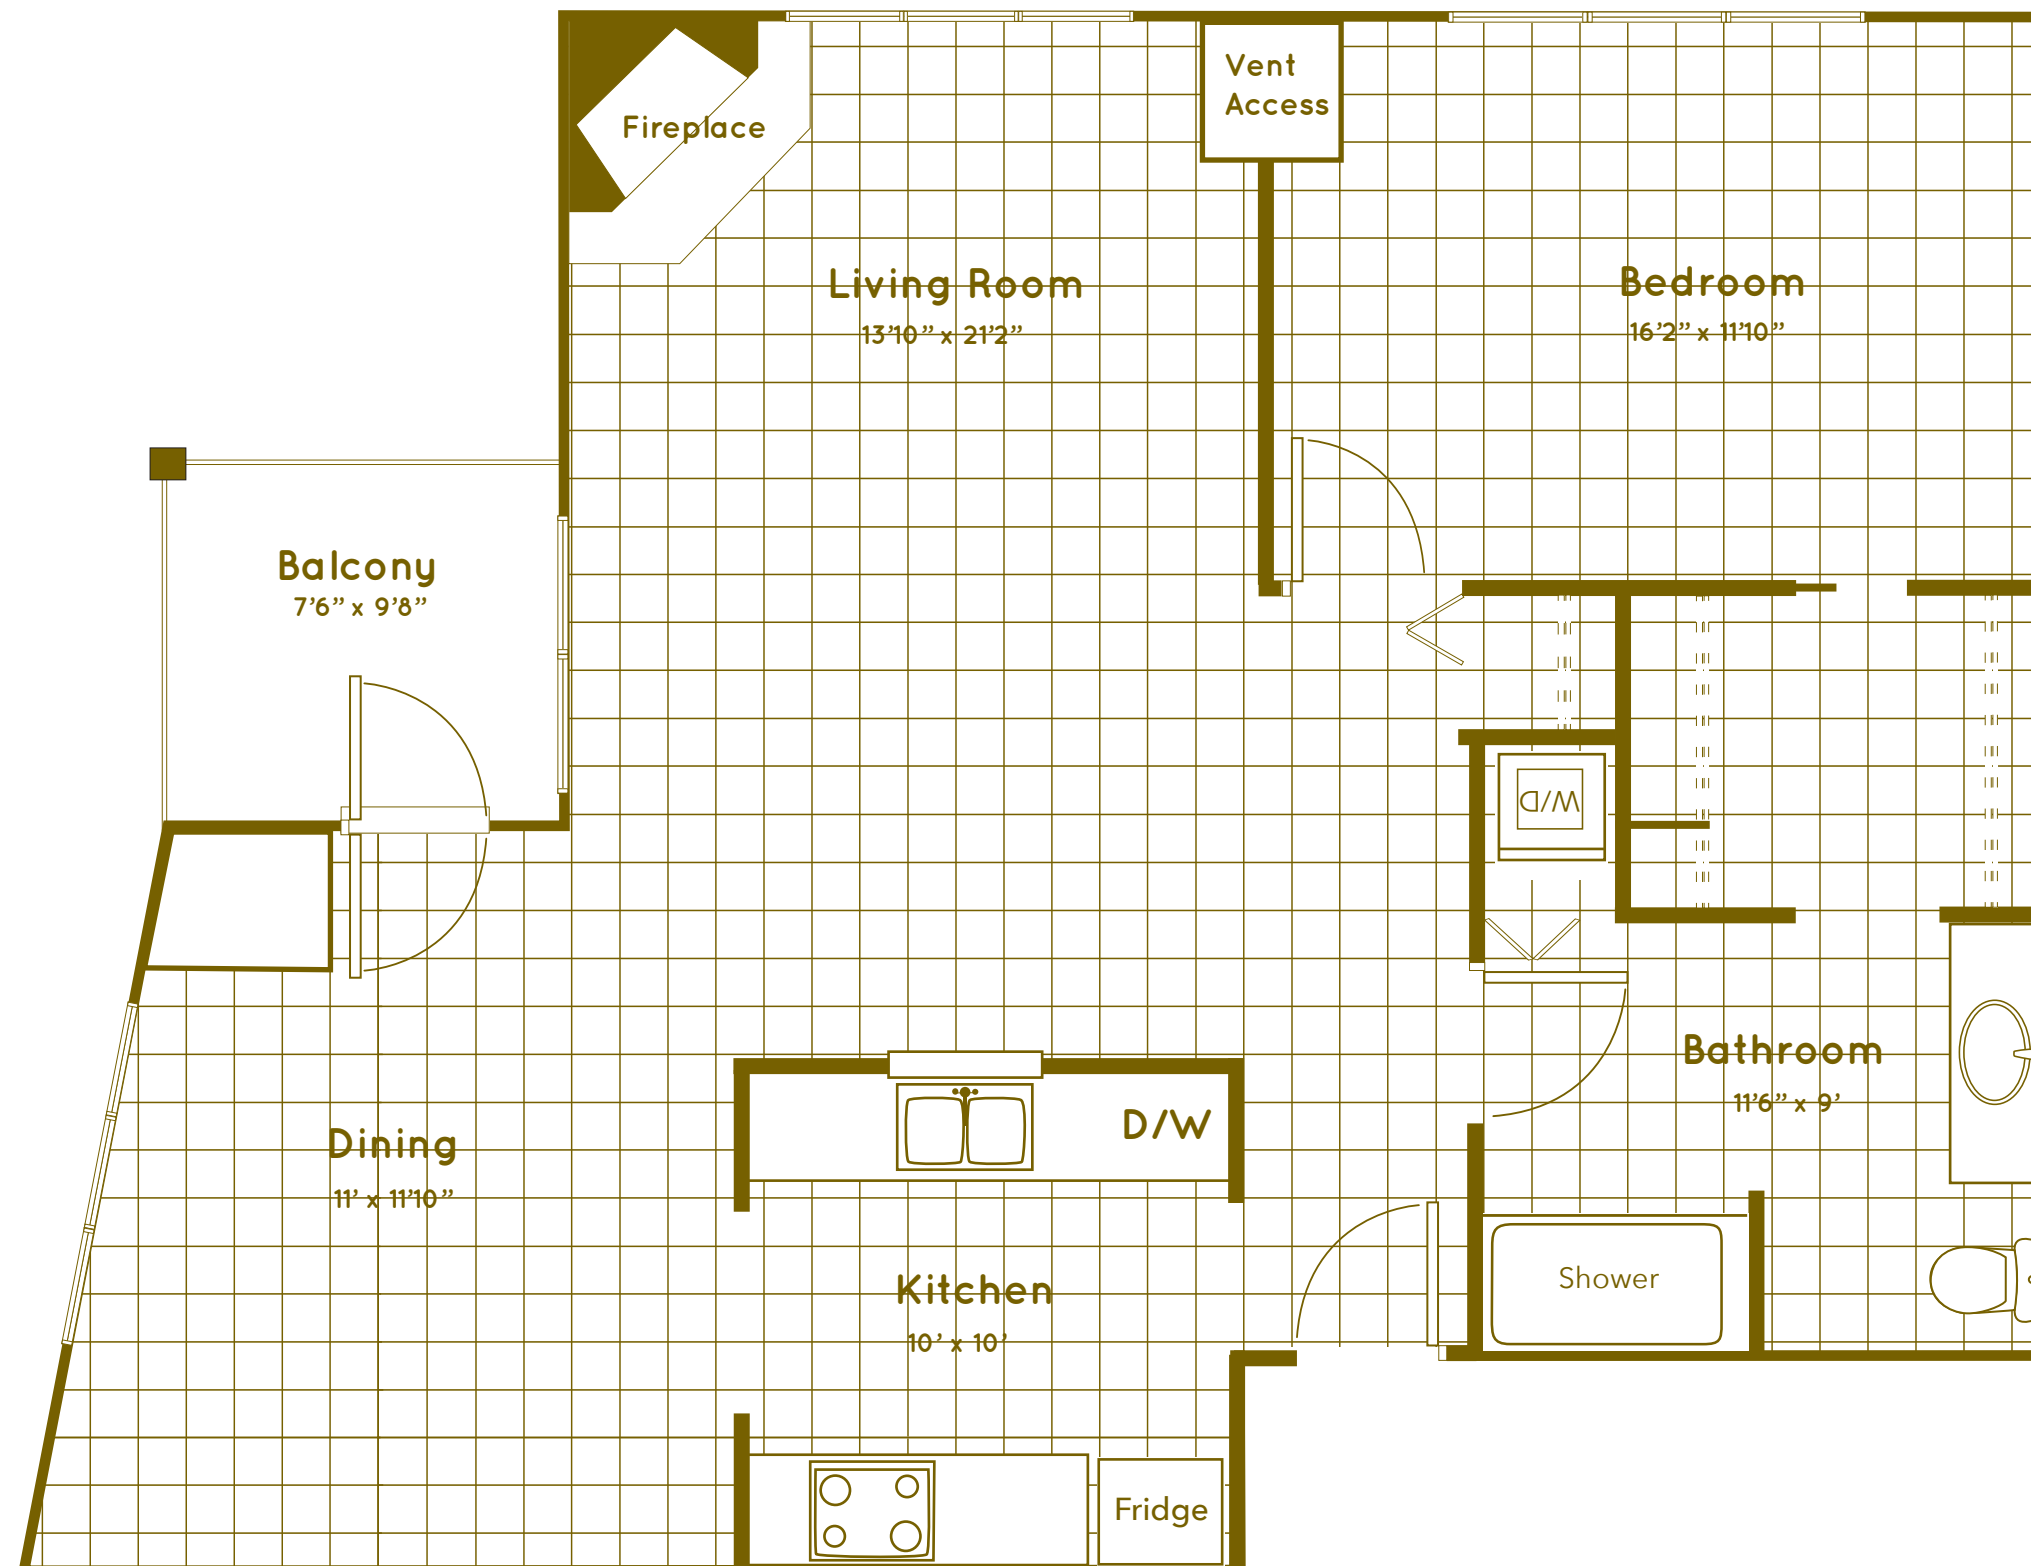 Vent
Access
Fireplace
Living Room
13'10" x 21'2"
Bedroom
16'2" x 11'10"
Balcony
7'6" x 9'8"
W/D
Bathroom
11'6" x 9'
D/W
Dining
11' x 11'10"
Shower
Kitchen
10' x 10'
Fridge